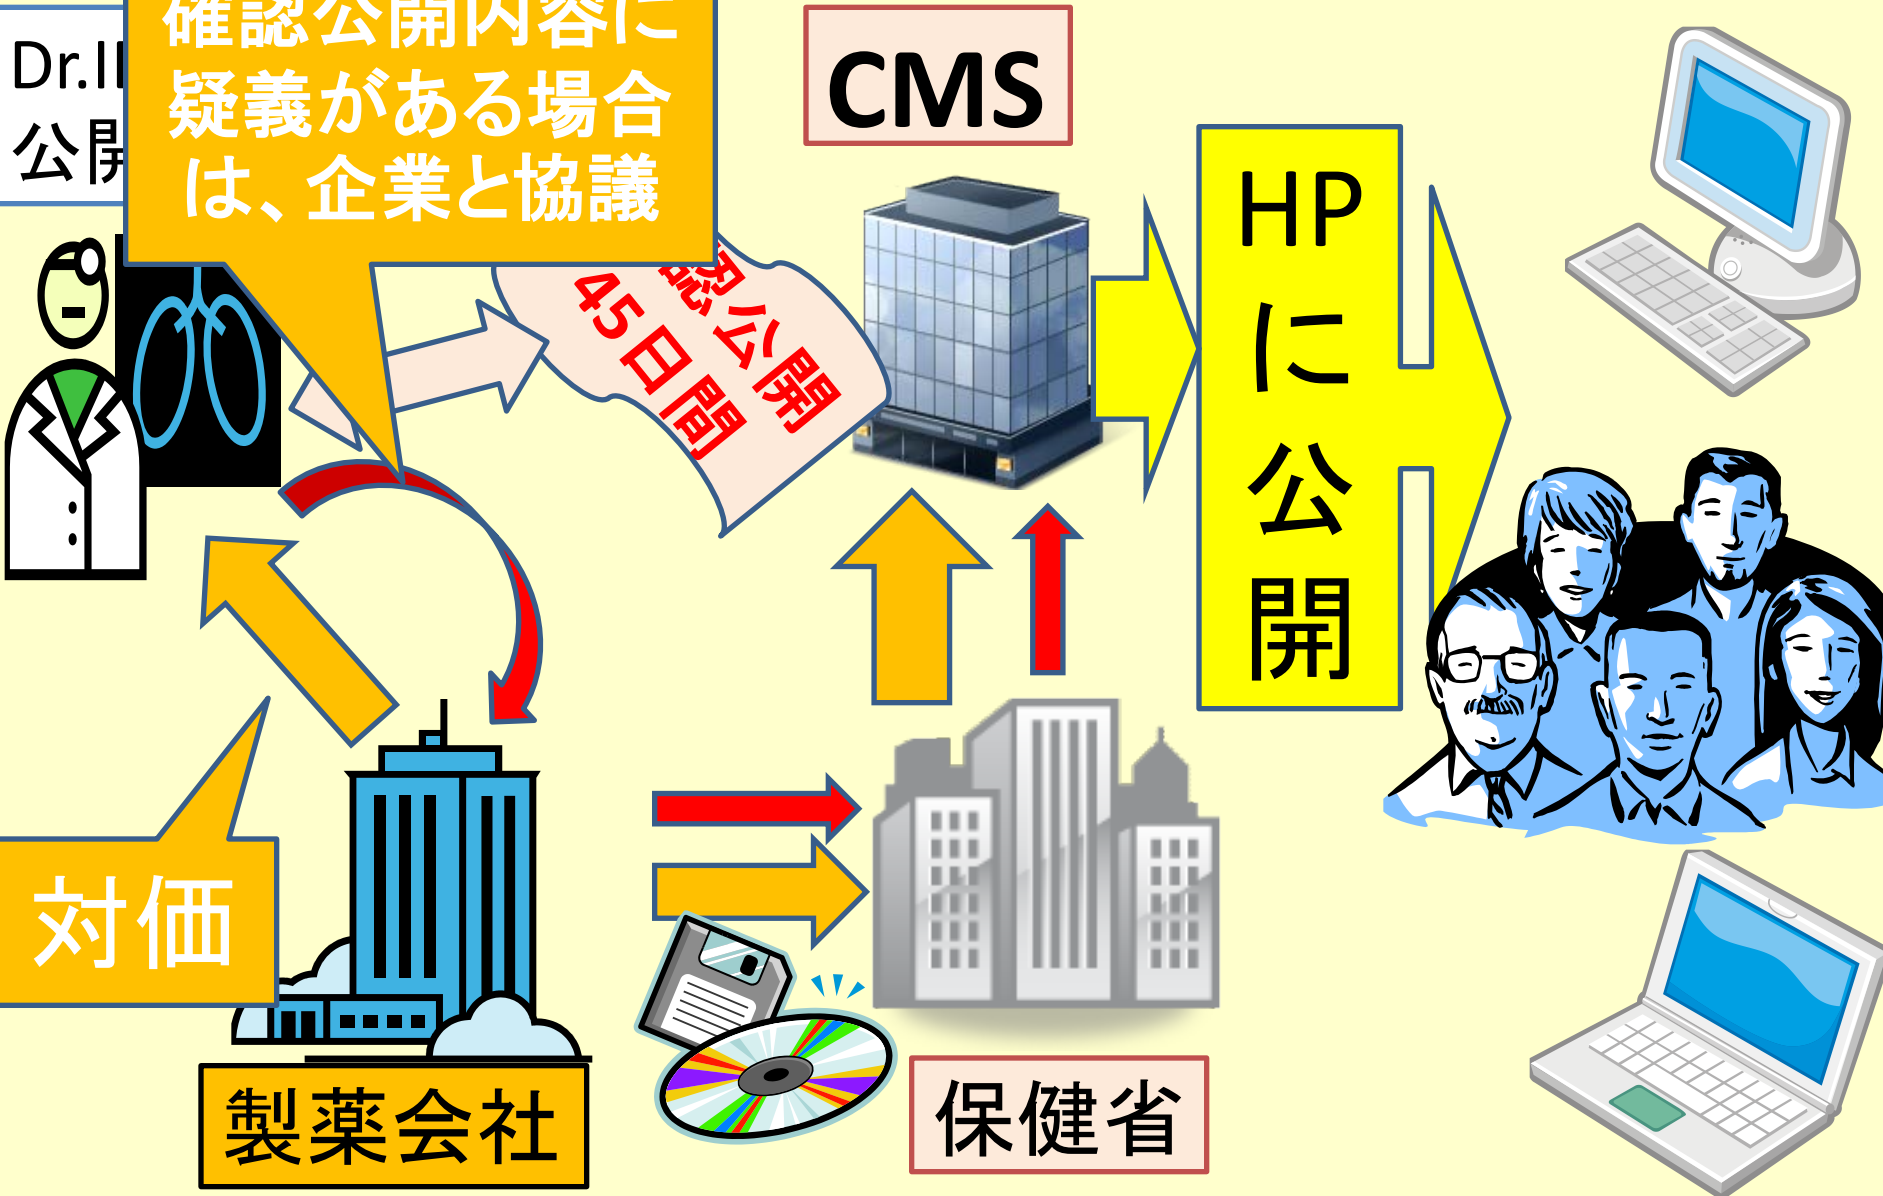 確認公開内容に
疑義がある場合
は、企業と協議
Dr.
公開
CMS
認公開
45日間
HP
に
公
開
対価
製薬会社
保健省